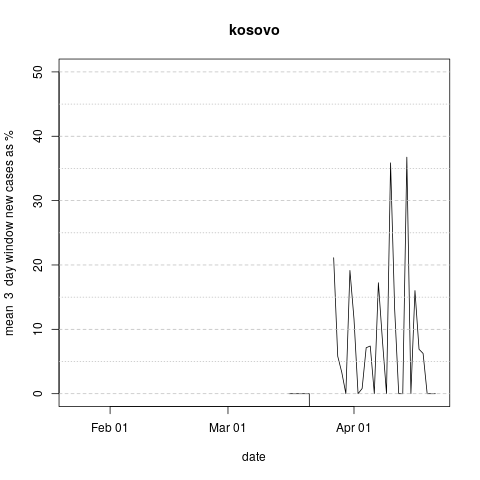 kosovo
mean 3 day window new cases as %
50
40
30
20
10
0
Feb 01
Mar 01
Apr 01
date